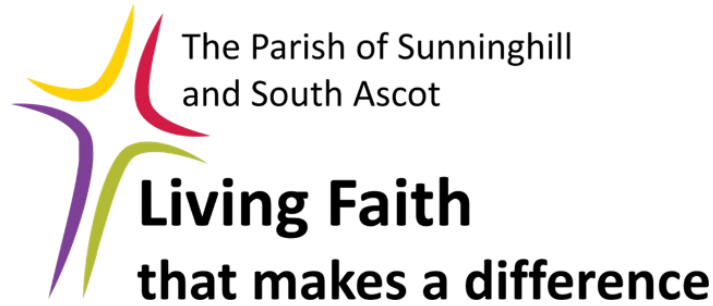 The Parish of Sunninghill
and South Ascot
Living Faith
that makes a difference